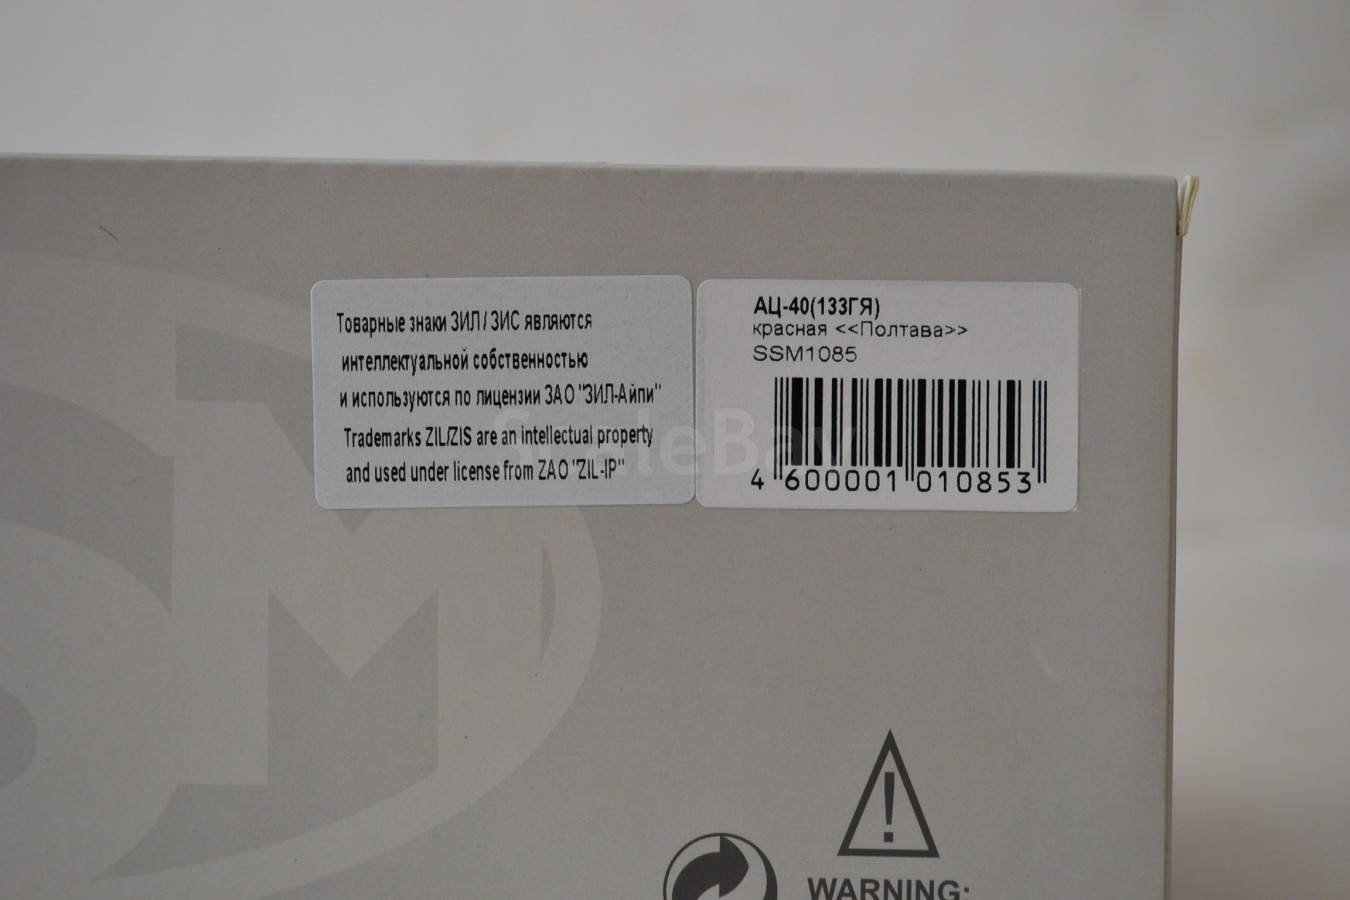 Товарные знаки ЗИЛ / ЗИС являются
интеллектуальной собственностью
и используются по лицензии ЗАО "ЗИЛ-Айпи"
Trademarks ZIL/ZIS are an intellectual property
and used under license from ZAO "ZIL-IP"
АЦ-40(133ГЯ)
красная <<Полтава>>
SSM1085
4 600001 010853
ScaleBay
SM
WARNING: